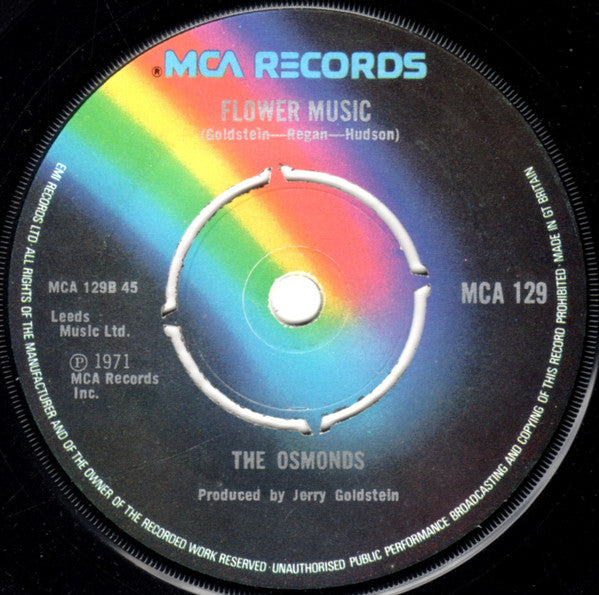 ® MCA RECORDS
FLOWER MUSIC
(Goldstein—Regan—Hudson)
MCA 129B 45
Leeds
Music Ltd.
Ⓟ 1971
MCA Records
Inc.
MCA 129
THE OSMONDS
Produced by Jerry Goldstein
EMI RECORDS LTD · ALL RIGHTS OF THE MANUFACTURER AND OF THE OWNER OF THE RECORDED WORK RESERVED · UNAUTHORISED PUBLIC PERFORMANCE BROADCASTING AND COPYING OF THIS RECORD PROHIBITED · MADE IN GT BRITAIN